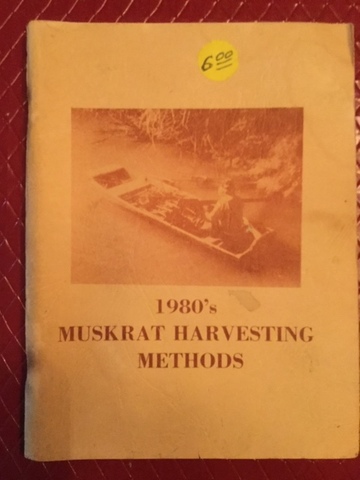 6.00
1980's
MUSKRAT HARVESTING
METHODS